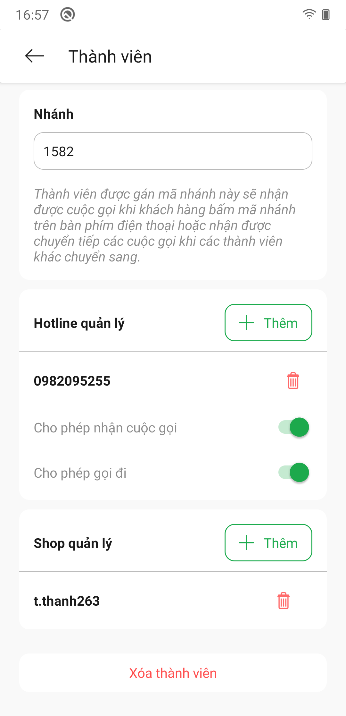 16:57
Thành viên
Nhánh
1582
Thành viên được gán mã nhánh này sẽ nhận
được cuộc gọi khi khách hàng bấm mã nhánh
trên bàn phím điện thoại hoặc nhận được
chuyển tiếp các cuộc gọi khi các thành viên
khác chuyển sang.
Hotline quản lý
Thêm
0982095255
Cho phép nhận cuộc gọi
Cho phép gọi đi
Shop quản lý
Thêm
t.thanh263
Xóa thành viên